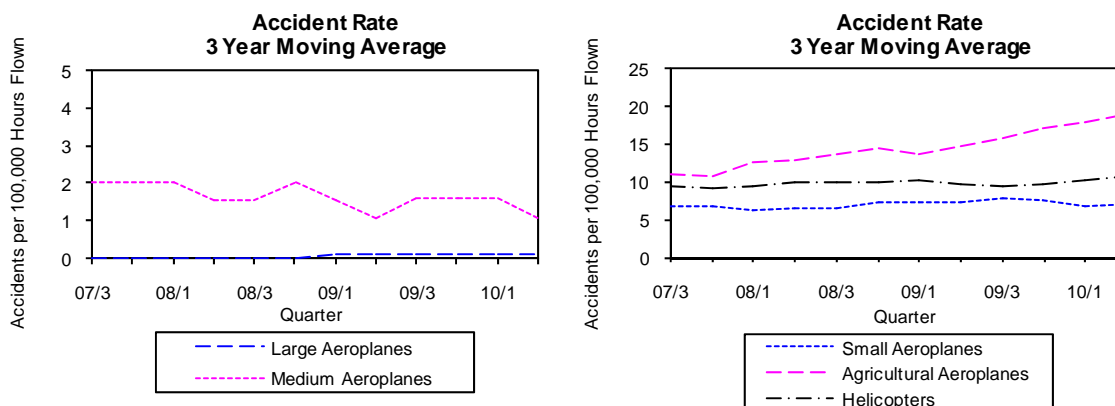 Accident Rate
3 Year Moving Average
Accidents per 100,000 Hours Flown
5
4
3
2
1
0
07/3 08/1 08/3 09/1 09/3 10/1
Quarter
Large Aeroplanes
Medium Aeroplanes
Accident Rate
3 Year Moving Average
Accidents per 100,000 Hours Flown
25
20
15
10
5
0
07/3 08/1 08/3 09/1 09/3 10/1
Quarter
Small Aeroplanes
Agricultural Aeroplanes
Helicopters